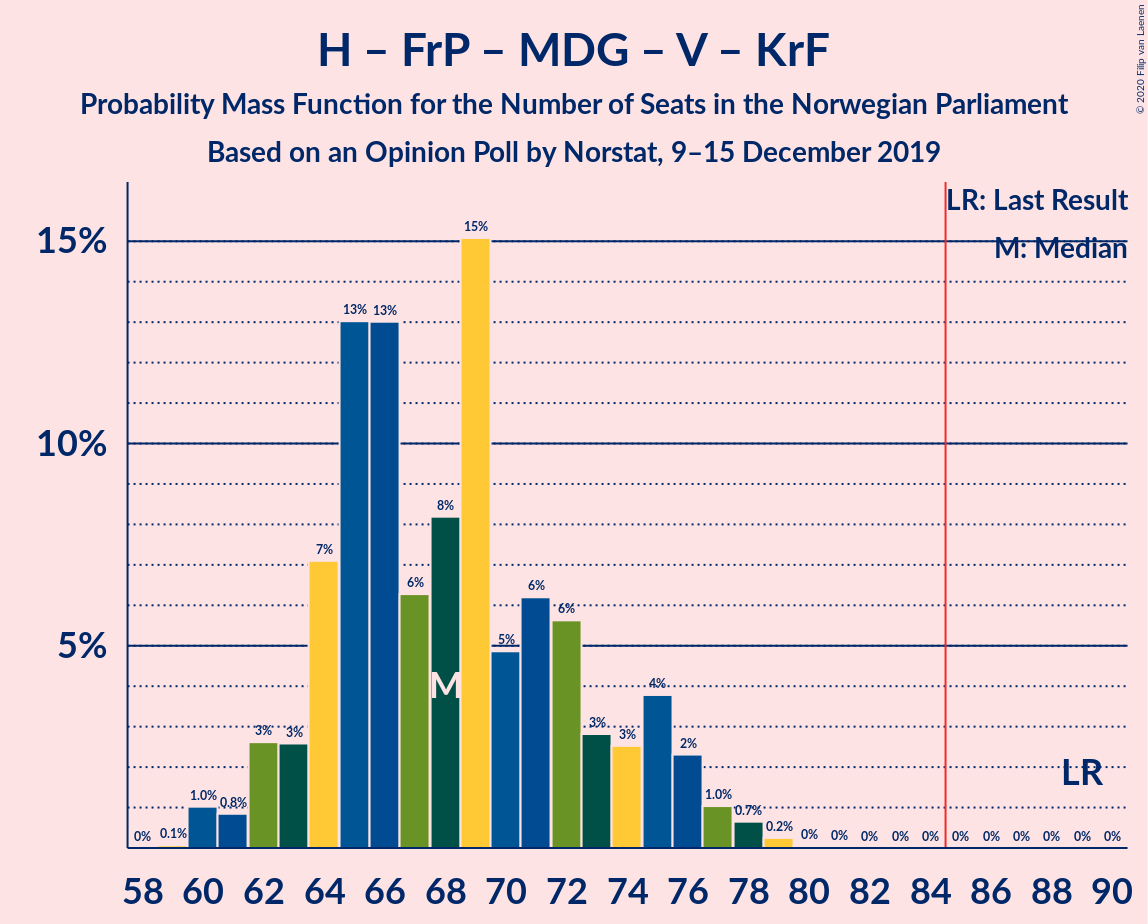 H – FrP – MDG – V – KrF
Probability Mass Function for the Number of Seats in the Norwegian Parliament
Based on an Opinion Poll by Norstat, 9–15 December 2019
© 2020 Filip van Laenen
LR: Last Result
M: Median
15%
10%
5%
0% 0.1% 1.0% 0.8% 3% 3% 7% 13% 13% 6% 8% 15% 5% 6% 6% 3% 3% 4% 2% 1.0% 0.7% 0.2% 0% 0% 0% 0% 0% 0% 0% 0% 0% 0% 0%
M
LR
58 60 62 64 66 68 70 72 74 76 78 80 82 84 86 88 90